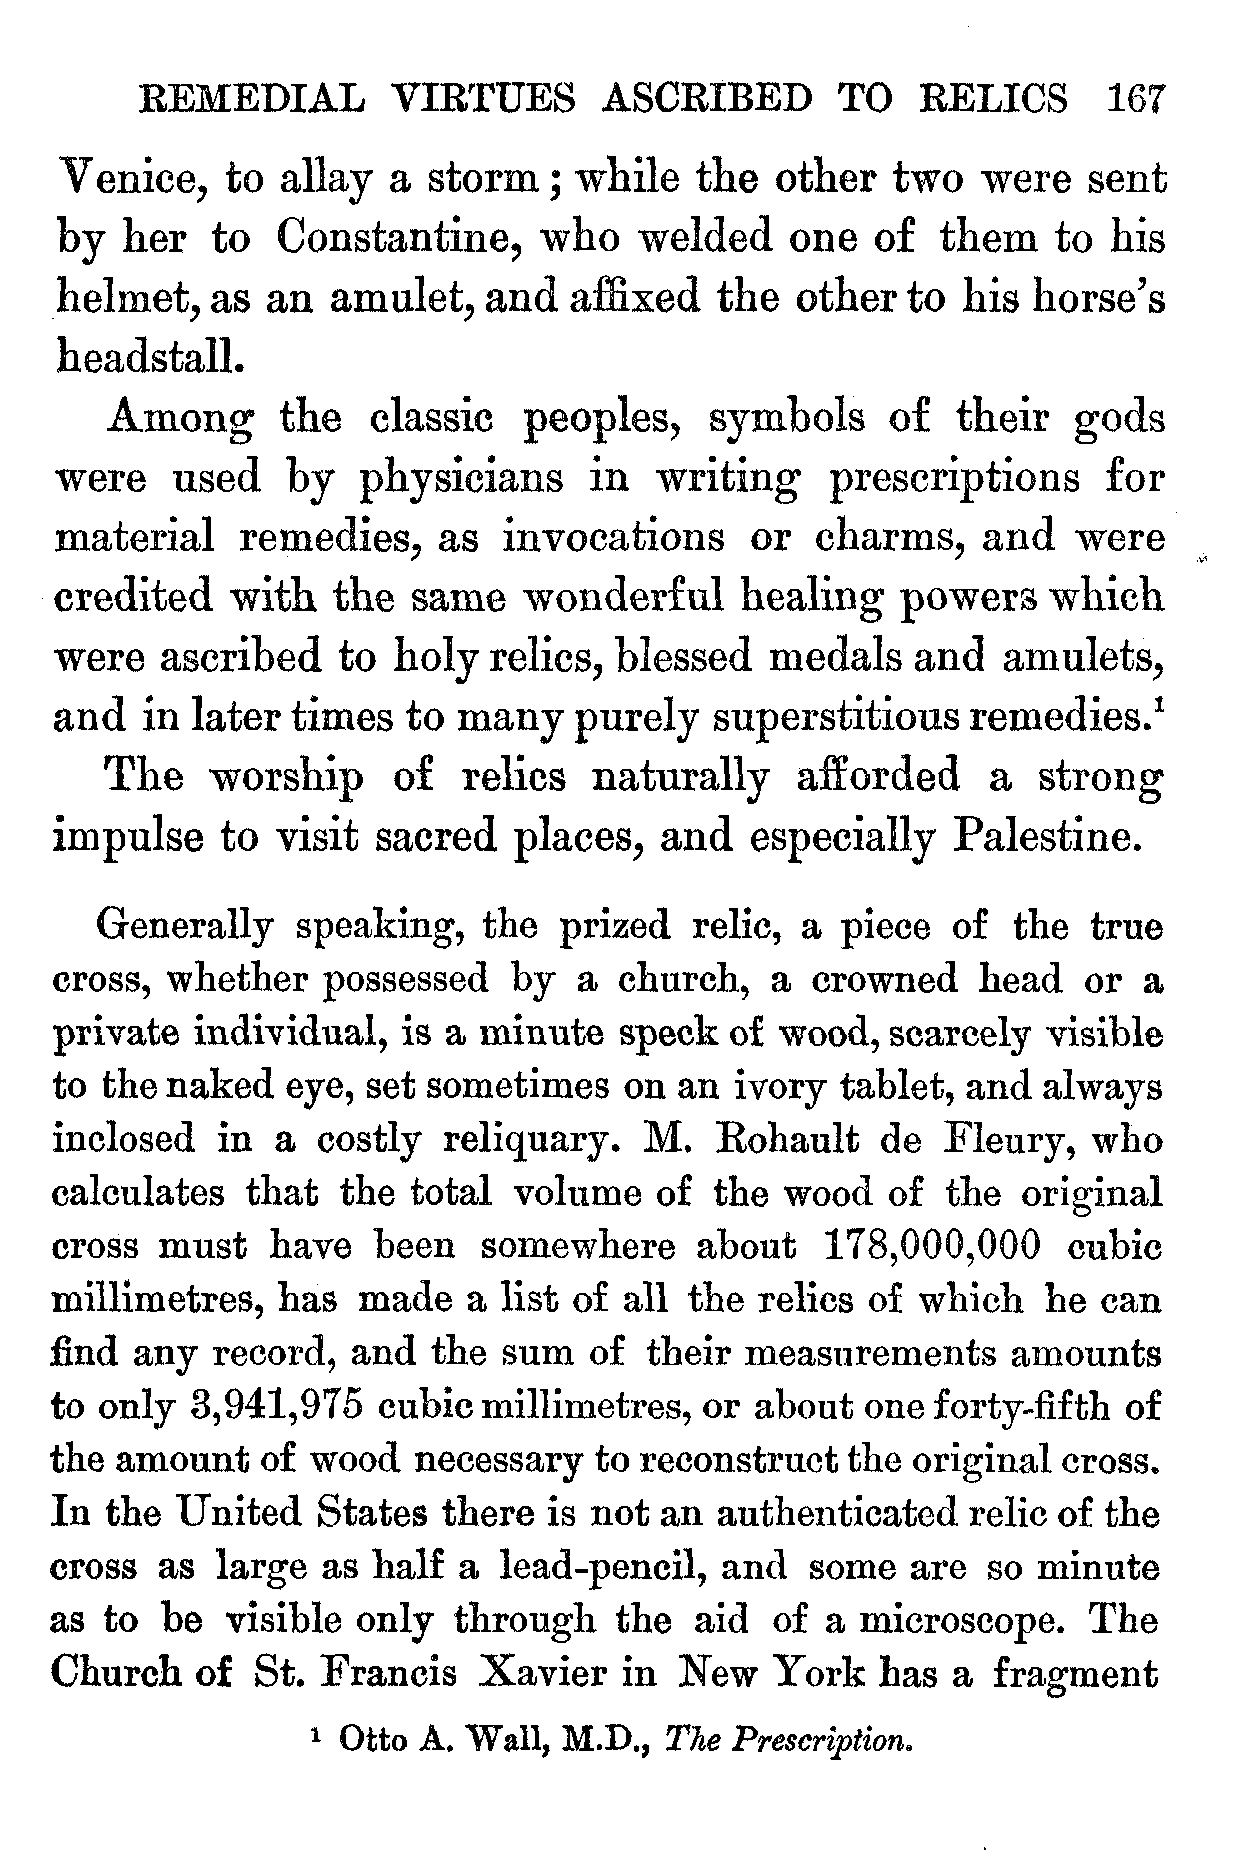 REMEDIAL VIRTUES ASCRIBED TO RELICS 167
Venice, to allay a storm; while the other two were sent
by her to Constantine, who welded one of them to his
helmet, as an amulet, and affixed the other to his horse's
headstall.
Among the classic peoples, symbols of their gods
were used by physicians in writing prescriptions for
material remedies, as invocations or charms, and were
credited with the same wonderful healing powers which
were ascribed to holy relics, blessed medals and amulets,
and in later times to many purely superstitious remedies.¹
The worship of relics naturally afforded a strong
impulse to visit sacred places, and especially Palestine.
Generally speaking, the prized relic, a piece of the true
cross, whether possessed by a church, a crowned head or a
private individual, is a minute speck of wood, scarcely visible
to the naked eye, set sometimes on an ivory tablet, and always
inclosed in a costly reliquary. M. Rohault de Fleury, who
calculates that the total volume of the wood of the original
cross must have been somewhere about 178,000,000 cubic
millimetres, has made a list of all the relics of which he can
find any record, and the sum of their measurements amounts
to only 3,941,975 cubic millimetres, or about one forty-fifth of
the amount of wood necessary to reconstruct the original cross.
In the United States there is not an authenticated relic of the
cross as large as half a lead-pencil, and some are so minute
as to be visible only through the aid of a microscope. The
Church of St. Francis Xavier in New York has a fragment
¹ Otto A. Wall, M.D., The Prescription.